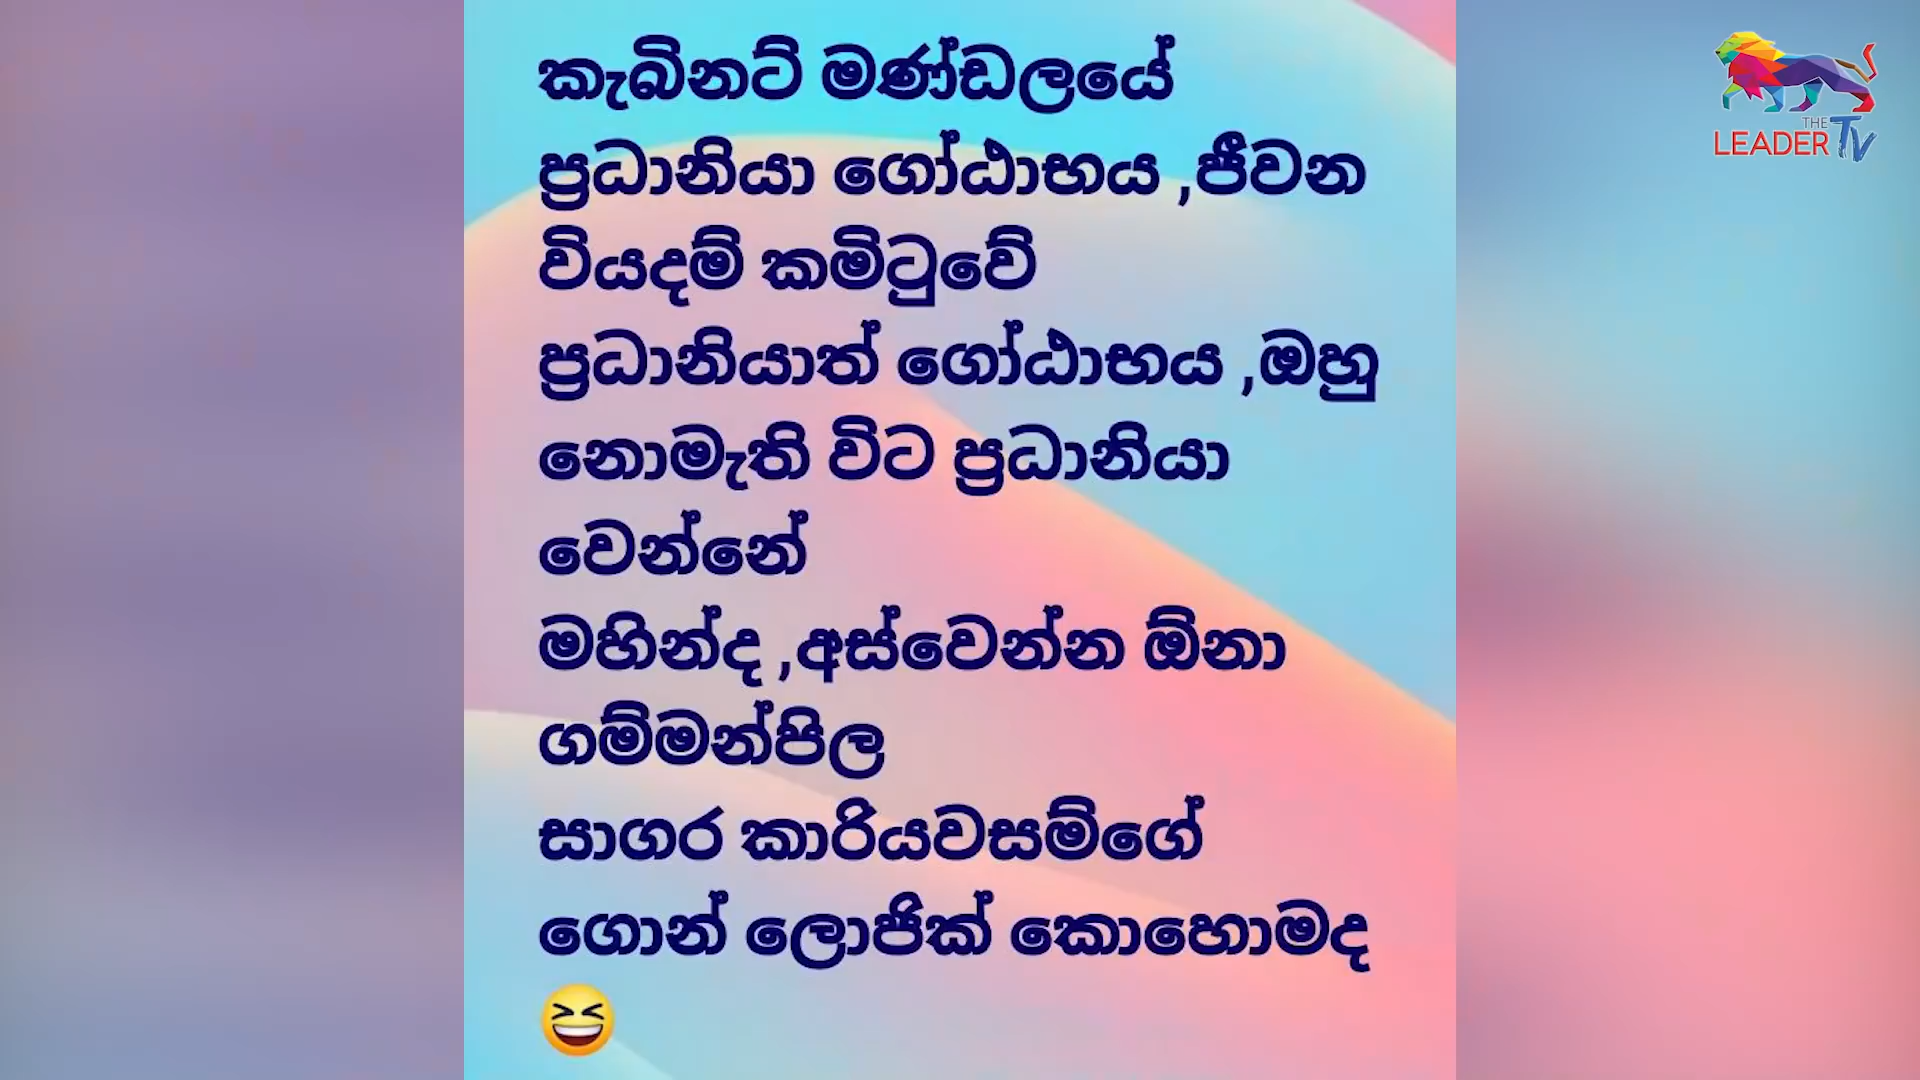 කැබිනට් මණ්ඩලයේ
ප්‍රධානියා ගෝඨාභය ,ජීවන
වියදම් කමිටුවේ
ප්‍රධානියාත් ගෝඨාභය ,ඔහු
නොමැති විට ප්‍රධානියා
වෙන්නේ
මහින්ද ,අස්වෙන්න ඕනා
ගම්මන්පිල
සාගර කාරියවසම්ගේ
ගොන් ලොජික් කොහොමද
😆
THE
LEADER TV